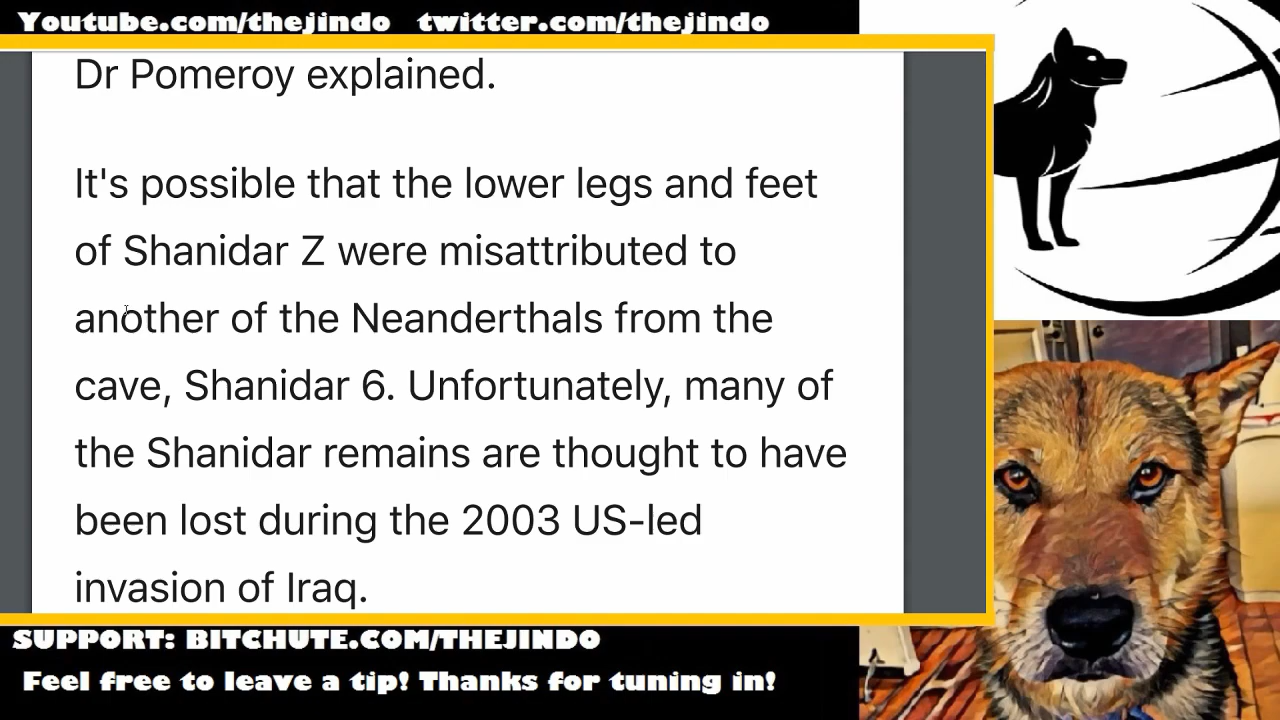 Youtube.com/thejindo twitter.com/thejindo
Dr Pomeroy explained.
It's possible that the lower legs and feet
of Shanidar Z were misattributed to
another of the Neanderthals from the
cave, Shanidar 6. Unfortunately, many of
the Shanidar remains are thought to have
been lost during the 2003 US-led
invasion of Iraq.
SUPPORT: BITCHUTE.COM/THEJINDO
Feel free to leave a tip! Thanks for tuning in!